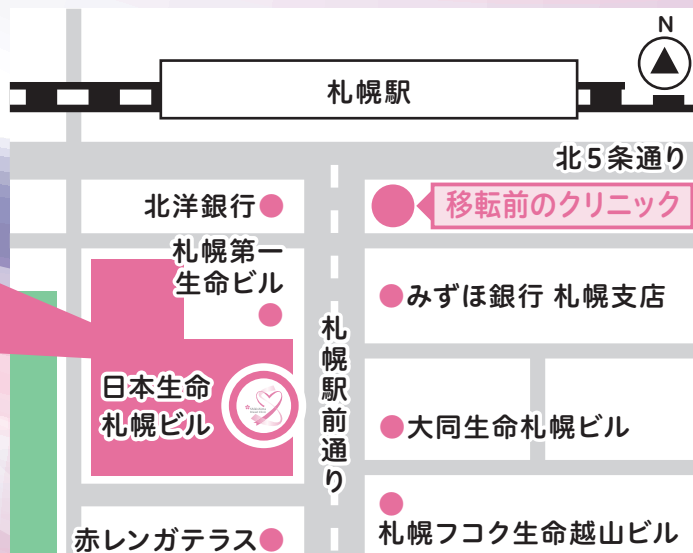 N
札幌駅
北5条通り
北洋銀行
移転前のクリニック
札幌第一
生命ビル
みずほ銀行 札幌支店
札幌駅前通り
日本生命
札幌ビル
大同生命札幌ビル
札幌フコク生命越山ビル
赤レンガテラス